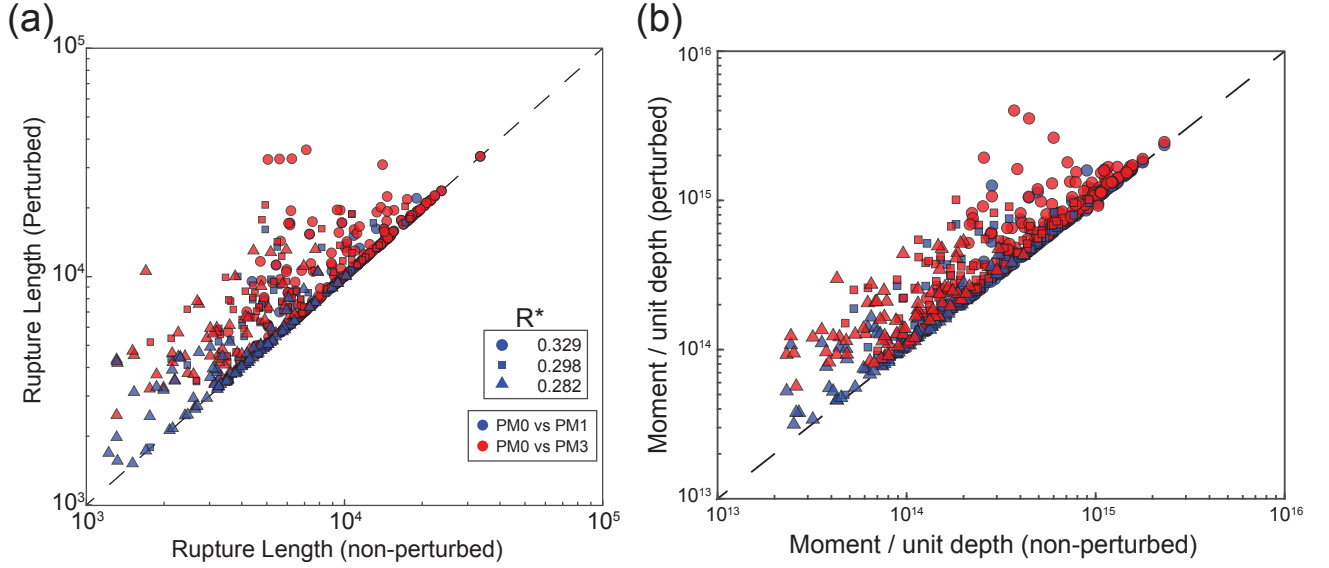 (a)
(b)
10^5
10^4
10^3
Rupture Length (Perturbed)
R*
0.329
0.298
0.282
PM0 vs PM1
PM0 vs PM3
10^3
10^4
10^5
Rupture Length (non-perturbed)
10^16
10^15
10^14
10^13
Moment / unit depth (perturbed)
10^13
10^14
10^15
10^16
Moment / unit depth (non-perturbed)